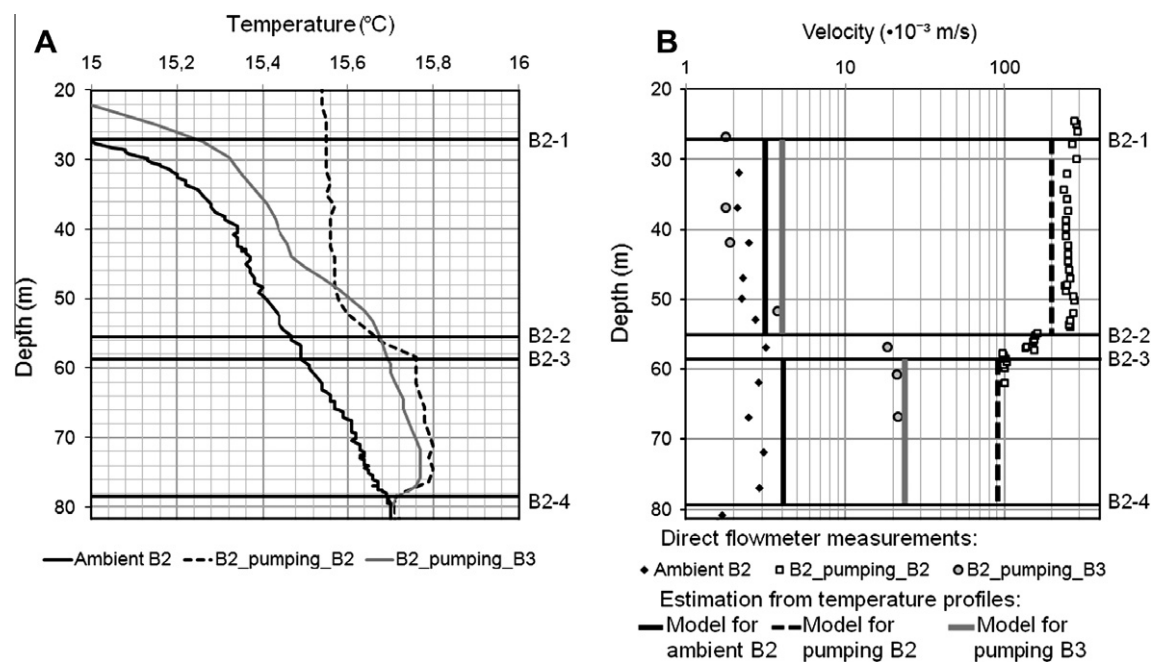 A
Temperature (°C)
15 15,2 15,4 15,6 15,8 16
20
30
40
50
60
70
80
Depth (m)
B2-1
B2-2
B2-3
B2-4
Ambient B2 B2_pumping_B2 B2_pumping_B3
B
Velocity (•10⁻³ m/s)
1 10 100
20
30
40
50
60
70
80
Depth (m)
B2-1
B2-2
B2-3
B2-4
Direct flowmeter measurements:
Ambient B2 B2_pumping_B2 B2_pumping_B3
Estimation from temperature profiles:
Model for ambient B2
Model for pumping B2
Model for pumping B3